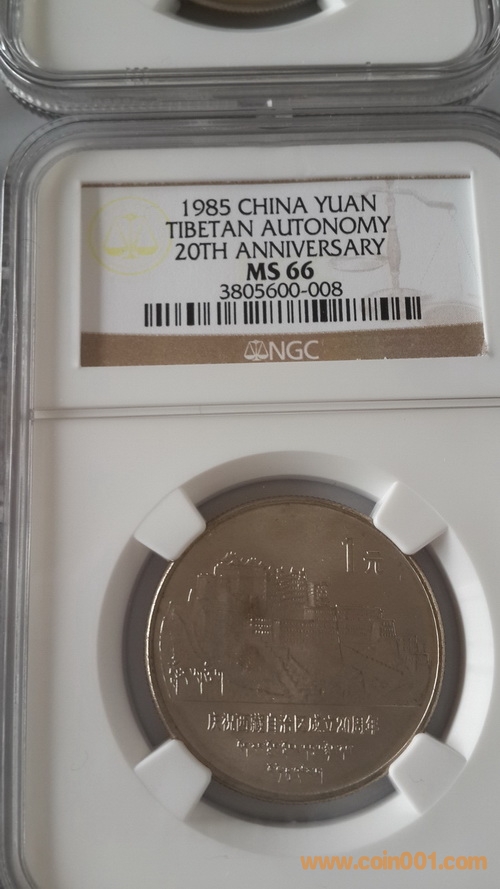 1985 CHINA YUAN
TIBETAN AUTONOMY
20TH ANNIVERSARY
MS 66
3805600-008
NGC
1元
庆祝西藏自治区成立20周年
www.coin001.com